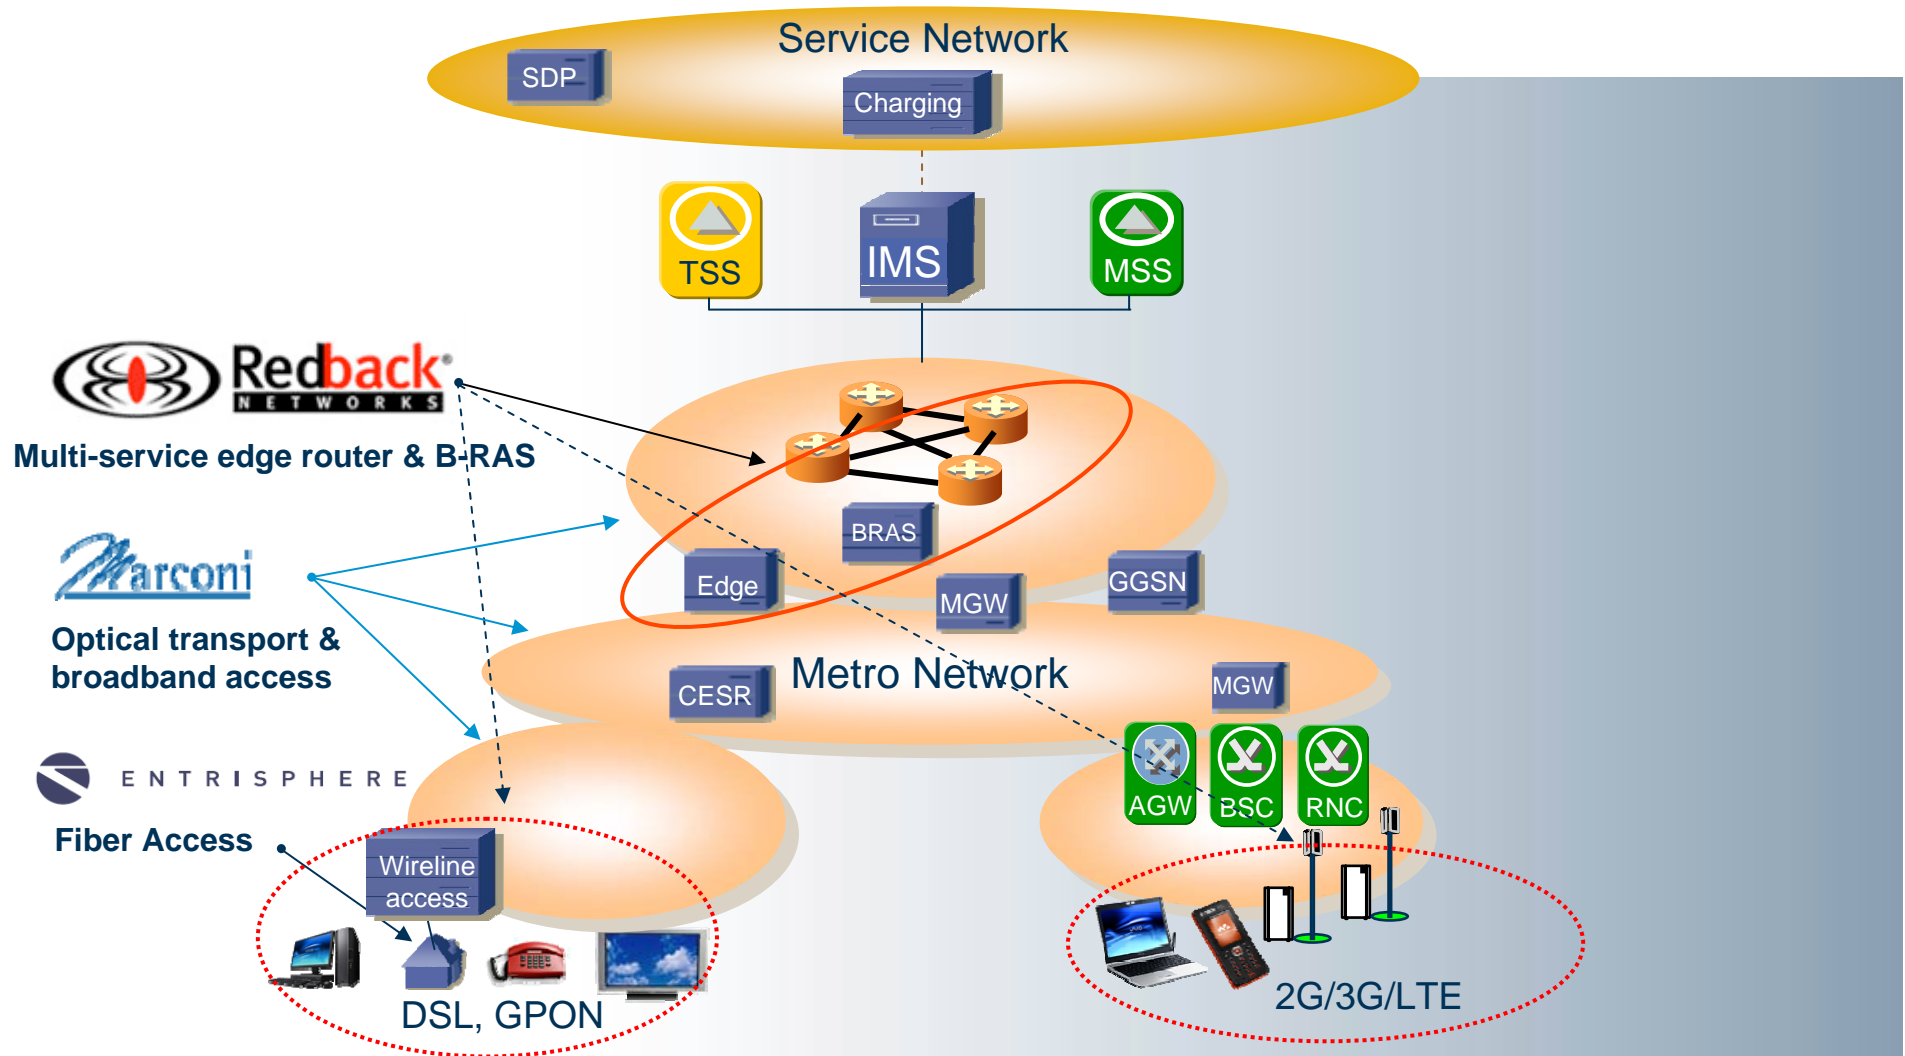 Service Network
SDP
Charging
TSS
IMS
MSS
Redback®
NETWORKS
Multi-service edge router & B-RAS
BRAS
Edge
MGW
GGSN
Marconi
Optical transport &
broadband access
CESR
Metro Network
MGW
ENTRISPHERE
Fiber Access
AGW
BSC
RNC
Wireline
access
DSL, GPON
2G/3G/LTE